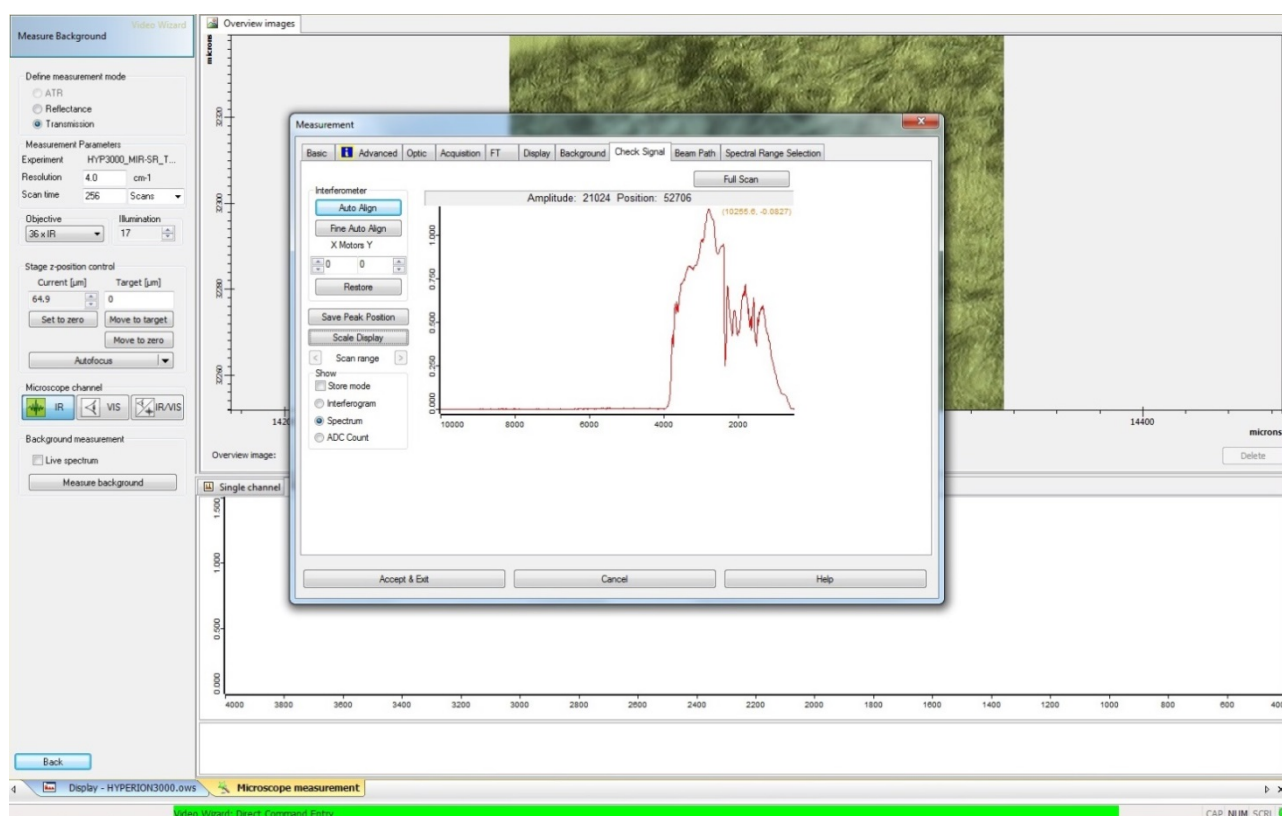 Video Wizard
Measure Background
Define measurement mode
ATR
Reflectance
Transmission
Measurement Parameters
Experiment HYP3000_MIR-SR_T...
Resolution 4.0 cm-1
Scan time 256 Scans
Objective Illumination
36 x IR 17
Stage z-position control
Current [µm] Target [µm]
64.9 0
Set to zero Move to target
Move to zero
Autofocus
Microscope channel
IR VIS IR/VIS
Background measurement
Live spectrum
Measure background
Back
Overview images
microns
32320
32300
32280
32260
14400
microns
Overview image:
Delete
Measurement
Basic Advanced Optic Acquisition FT Display Background Check Signal Beam Path Spectral Range Selection
Full Scan
Interferometer
Auto Align
Fine Auto Align
X Motors Y
0 0
Restore
Save Peak Position
Scale Display
< Scan range >
Show
Store mode
Interferogram
Spectrum
ADC Count
Amplitude: 21024 Position: 52706
(10255.6, -0.0827)
1.000
0.750
0.500
0.250
0.000
10000 8000 6000 4000 2000
Accept & Exit Cancel Help
Single channel
1.500
1.000
0.500
0.000
4000 3800 3600 3400 3200 3000 2800 2600 2400 2200 2000 1800 1600 1400 1200 1000 800 600
Display - HYPERION3000.ows Microscope measurement
Video Wizard: Direct Command Entry
CAP NUM SCRL